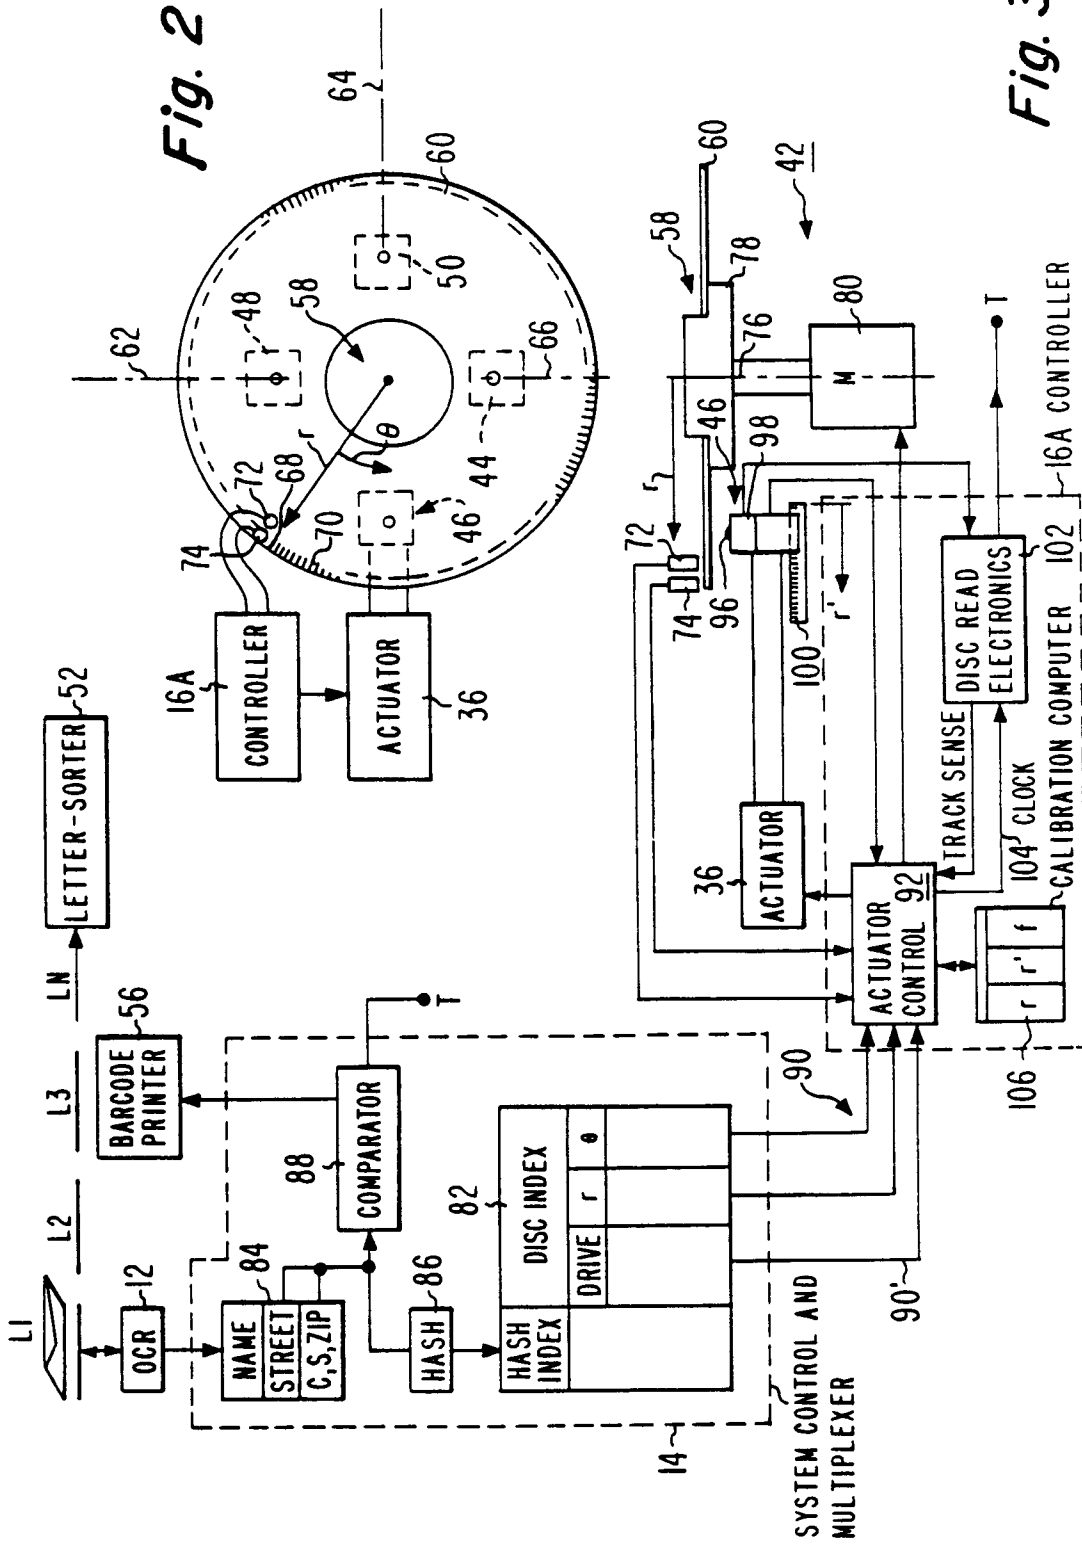 Fig. 2
62
64
48
58
60
50
72
68
r
θ
74
70
66
44
46
16A
CONTROLLER
ACTUATOR
36
Fig. 3
60
58
42
78
76
80
M
r
46
98
72
74
96
100
r'
16A CONTROLLER
T
DISC READ
ELECTRONICS
102
TRACK SENSE
104 CLOCK
CALIBRATION COMPUTER
36
ACTUATOR
ACTUATOR
CONTROL 92
r r' f
106
LETTER-SORTER
52
LN
56
L3
BARCODE
PRINTER
L2
L1
12
OCR
84
NAME
STREET
C,S,ZIP
88
COMPARATOR
T
86
HASH
82
HASH
INDEX
DISC INDEX
DRIVE r θ
90
90'
14
SYSTEM CONTROL AND
MULTIPLEXER